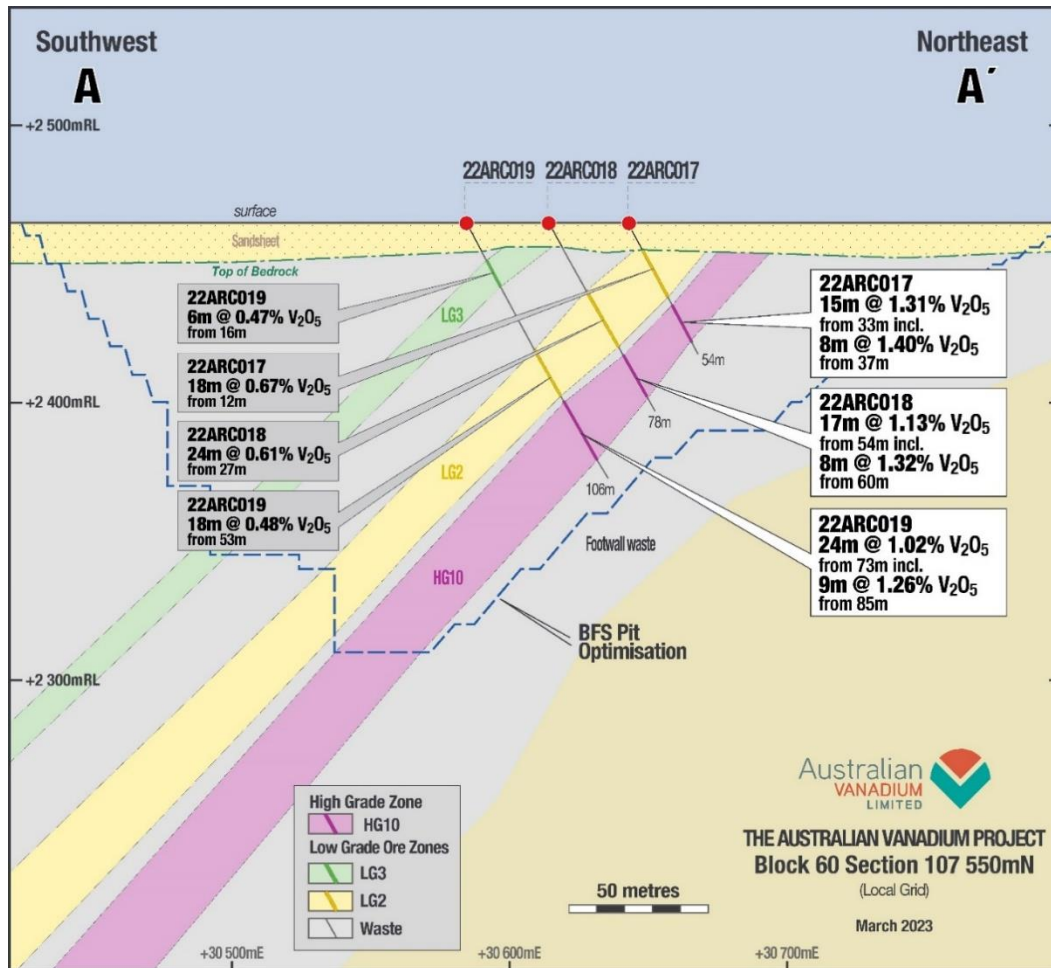 Southwest
A
Northeast
A´
+2 500mRL
22ARC019
22ARC018
22ARC017
surface
Sandsheet
Top of Bedrock
22ARC019
6m @ 0.47% V₂O₅
from 16m
22ARC017
18m @ 0.67% V₂O₅
from 12m
22ARC018
24m @ 0.61% V₂O₅
from 27m
22ARC019
18m @ 0.48% V₂O₅
from 53m
LG3
LG2
HG10
54m
78m
106m
22ARC017
15m @ 1.31% V₂O₅
from 33m incl.
8m @ 1.40% V₂O₅
from 37m
22ARC018
17m @ 1.13% V₂O₅
from 54m incl.
8m @ 1.32% V₂O₅
from 60m
22ARC019
24m @ 1.02% V₂O₅
from 73m incl.
9m @ 1.26% V₂O₅
from 85m
+2 400mRL
Footwall waste
BFS Pit
Optimisation
+2 300mRL
High Grade Zone
HG10
Low Grade Ore Zones
LG3
LG2
Waste
50 metres
Australian
VANADIUM
LIMITED
THE AUSTRALIAN VANADIUM PROJECT
Block 60 Section 107 550mN
(Local Grid)
March 2023
+30 500mE
+30 600mE
+30 700mE